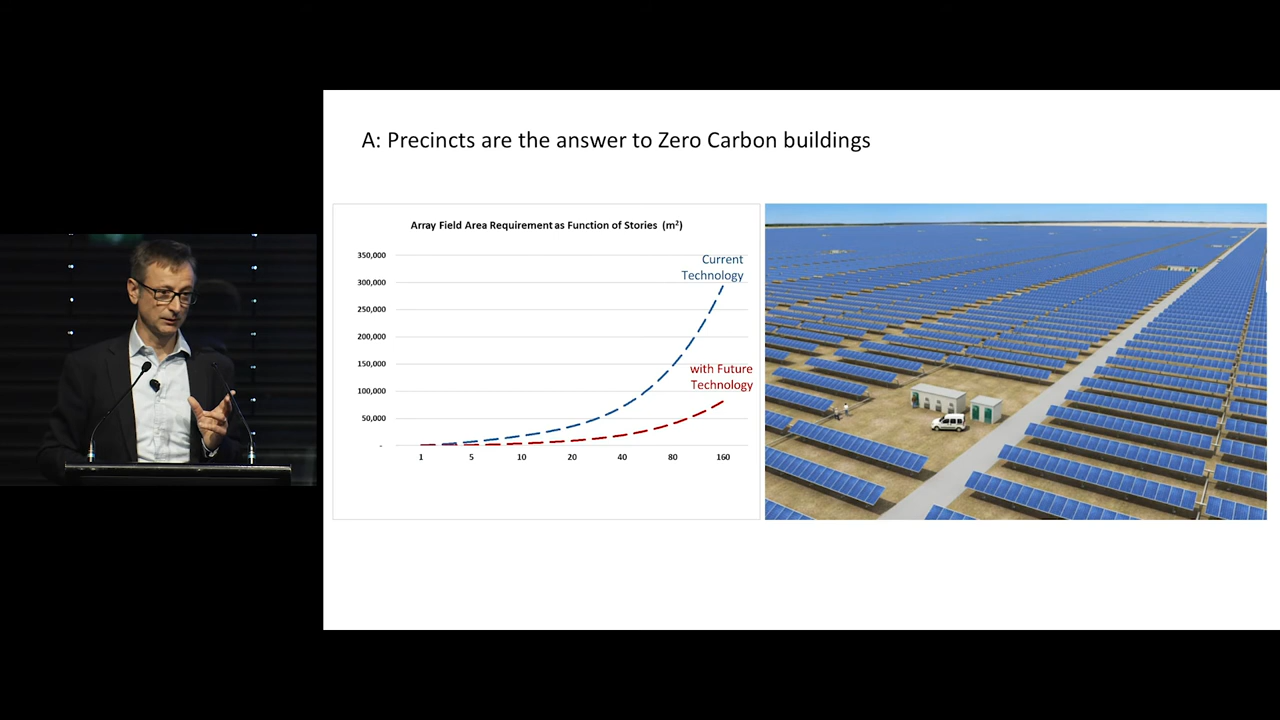 A: Precincts are the answer to Zero Carbon buildings
Array Field Area Requirement as Function of Stories (m²)
350,000
300,000
250,000
200,000
150,000
100,000
50,000
-
Current
Technology
with Future
Technology
1 5 10 20 40 80 160